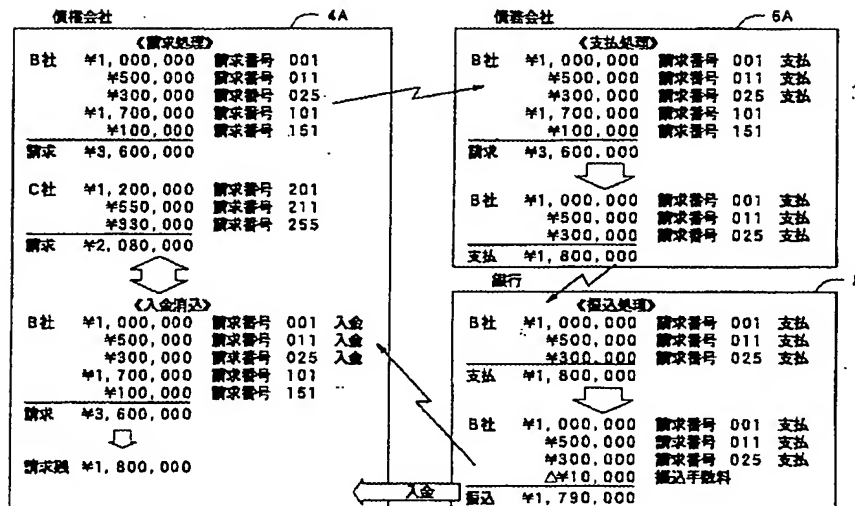 債権会社 4A
《請求処理》
B社 ¥1,000,000 請求番号 001
¥500,000 請求番号 011
¥300,000 請求番号 025
¥1,700,000 請求番号 101
¥100,000 請求番号 151
請求 ¥3,600,000
C社 ¥1,200,000 請求番号 201
¥550,000 請求番号 211
¥330,000 請求番号 255
請求 ¥2,080,000
《入金消込》
B社 ¥1,000,000 請求番号 001 入金
¥500,000 請求番号 011 入金
¥300,000 請求番号 025 入金
¥1,700,000 請求番号 101
¥100,000 請求番号 151
請求 ¥3,600,000
請求残 ¥1,800,000
債務会社 6A
《支払処理》
B社 ¥1,000,000 請求番号 001 支払
¥500,000 請求番号 011 支払
¥300,000 請求番号 025 支払
¥1,700,000 請求番号 101
¥100,000 請求番号 151
請求 ¥3,600,000
B社 ¥1,000,000 請求番号 001 支払
¥500,000 請求番号 011 支払
¥300,000 請求番号 025 支払
支払 ¥1,800,000
銀行
《振込処理》
B社 ¥1,000,000 請求番号 001 支払
¥500,000 請求番号 011 支払
¥300,000 請求番号 025 支払
支払 ¥1,800,000
B社 ¥1,000,000 請求番号 001 支払
¥500,000 請求番号 011 支払
¥300,000 請求番号 025 支払
△¥10,000 振込手数料
振込 ¥1,790,000
入金